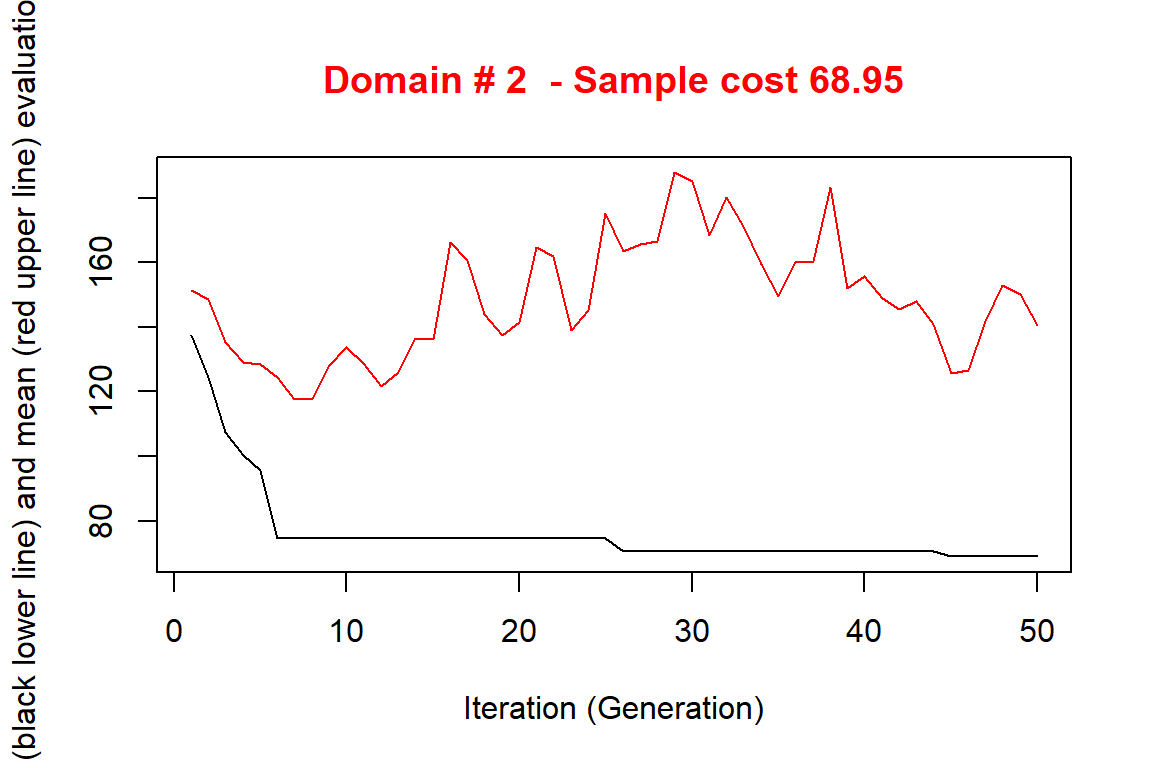 Domain # 2  - Sample cost 68.95
(black lower line) and mean (red upper line)
160
120
80
0 10 20 30 40 50
Iteration (Generation)